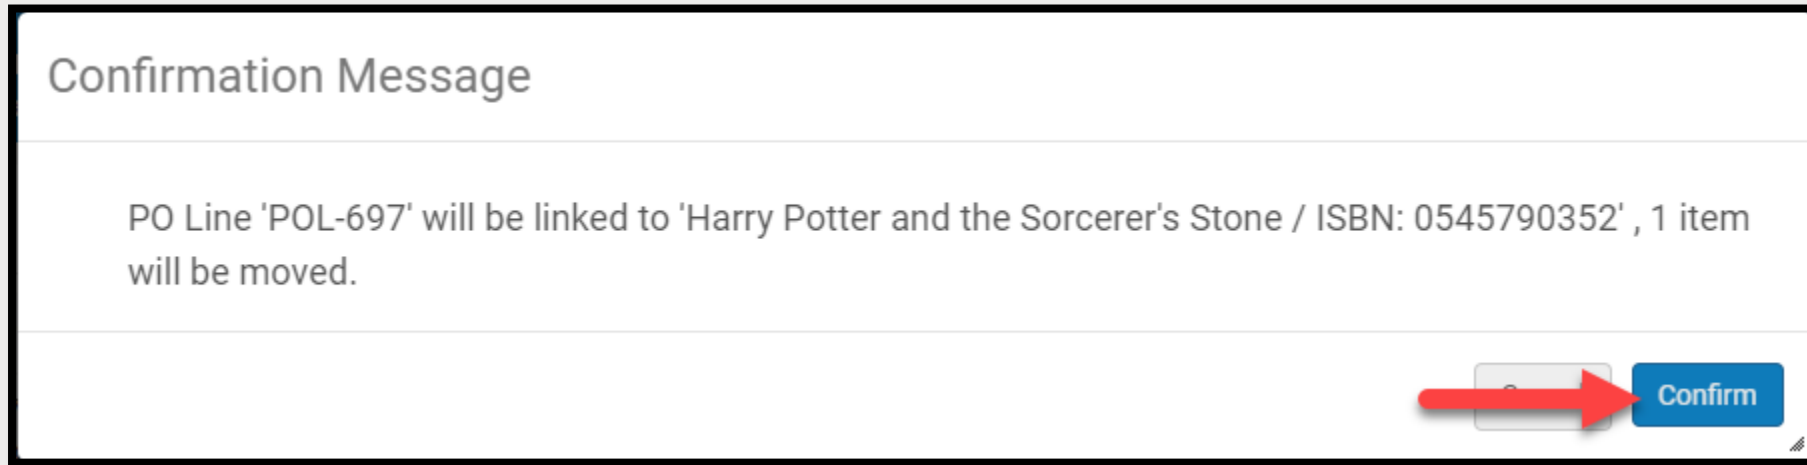 Confirmation Message
PO Line 'POL-697' will be linked to 'Harry Potter and the Sorcerer's Stone / ISBN: 0545790352' , 1 item
will be moved.
Confirm